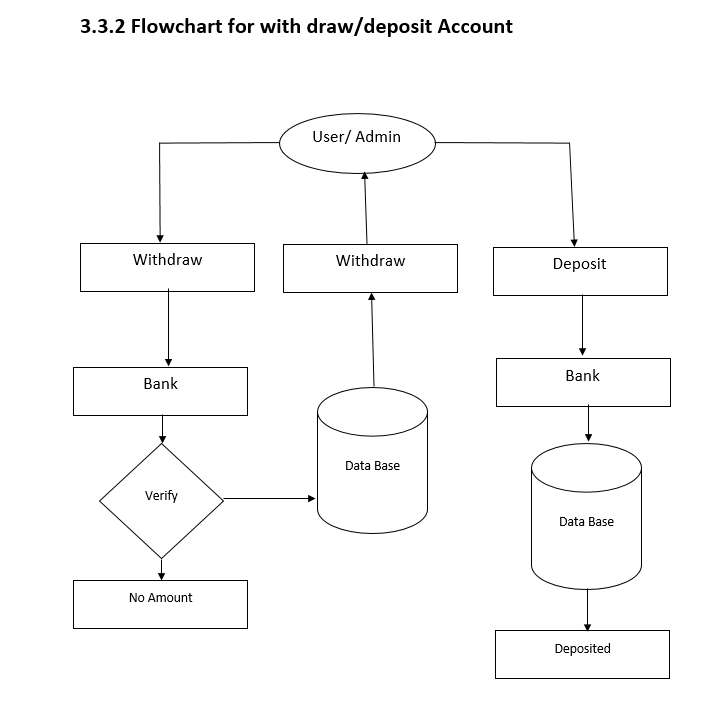 3.3.2 Flowchart for with draw/deposit Account
User/ Admin
Withdraw
Withdraw
Deposit
Bank
Bank
Data Base
Verify
Data Base
No Amount
Deposited